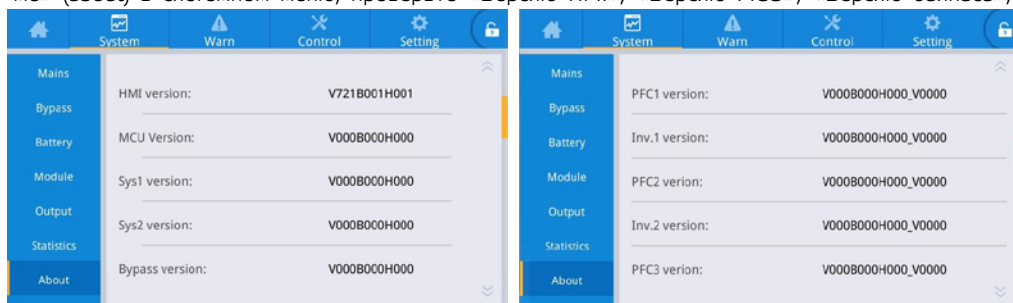 System Warn Control Setting
Mains
Bypass
Battery
Module
Output
Statistics
About
HMI version: V721B001H001
MCU Version: V000B000H000
Sys1 version: V000B000H000
Sys2 version: V000B000H000
Bypass version: V000B000H000
System Warn Control Setting
Mains
Bypass
Battery
Module
Output
Statistics
About
PFC1 version: V000B000H000_V0000
Inv.1 version: V000B000H000_V0000
PFC2 verion: V000B000H000_V0000
Inv.2 version: V000B000H000_V0000
PFC3 verion: V000B000H000_V0000